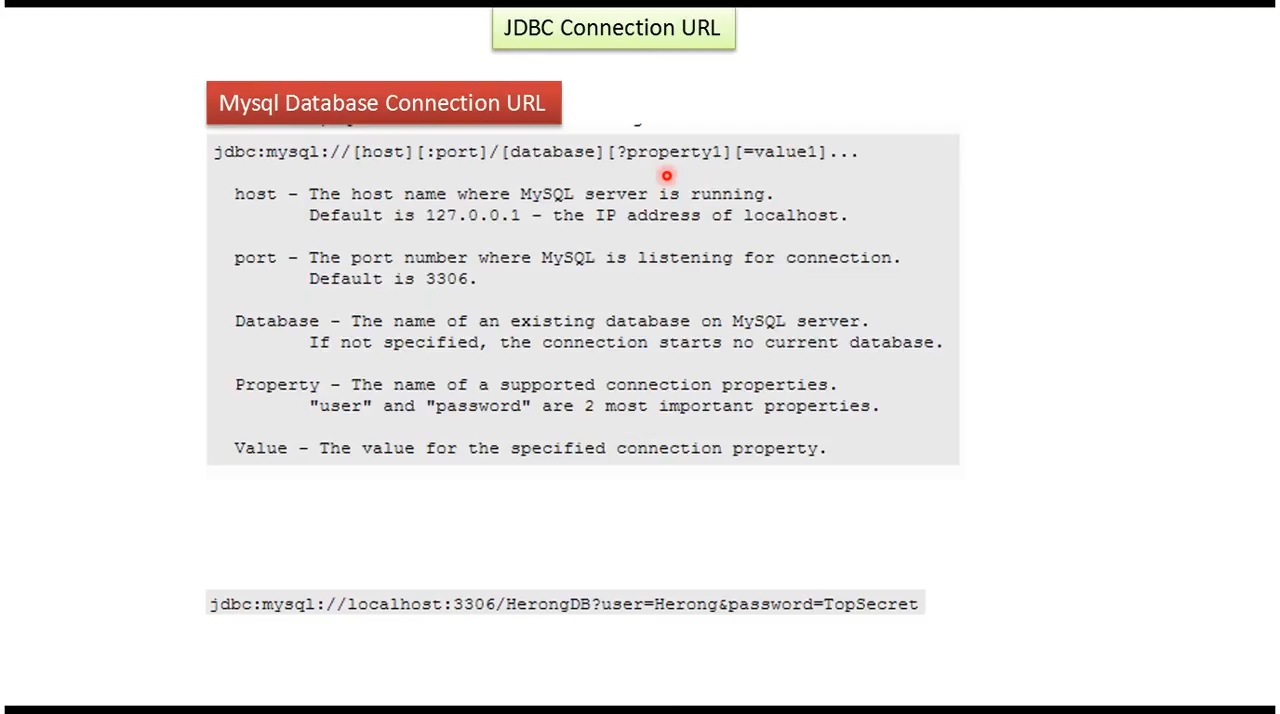 JDBC Connection URL
Mysql Database Connection URL
jdbc:mysql://[host][:port]/[database][?property1][=value1]...
host - The host name where MySQL server is running.
Default is 127.0.0.1 - the IP address of localhost.
port - The port number where MySQL is listening for connection.
Default is 3306.
Database - The name of an existing database on MySQL server.
If not specified, the connection starts no current database.
Property - The name of a supported connection properties.
"user" and "password" are 2 most important properties.
Value - The value for the specified connection property.
jdbc:mysql://localhost:3306/HerongDB?user=Herong&password=TopSecret